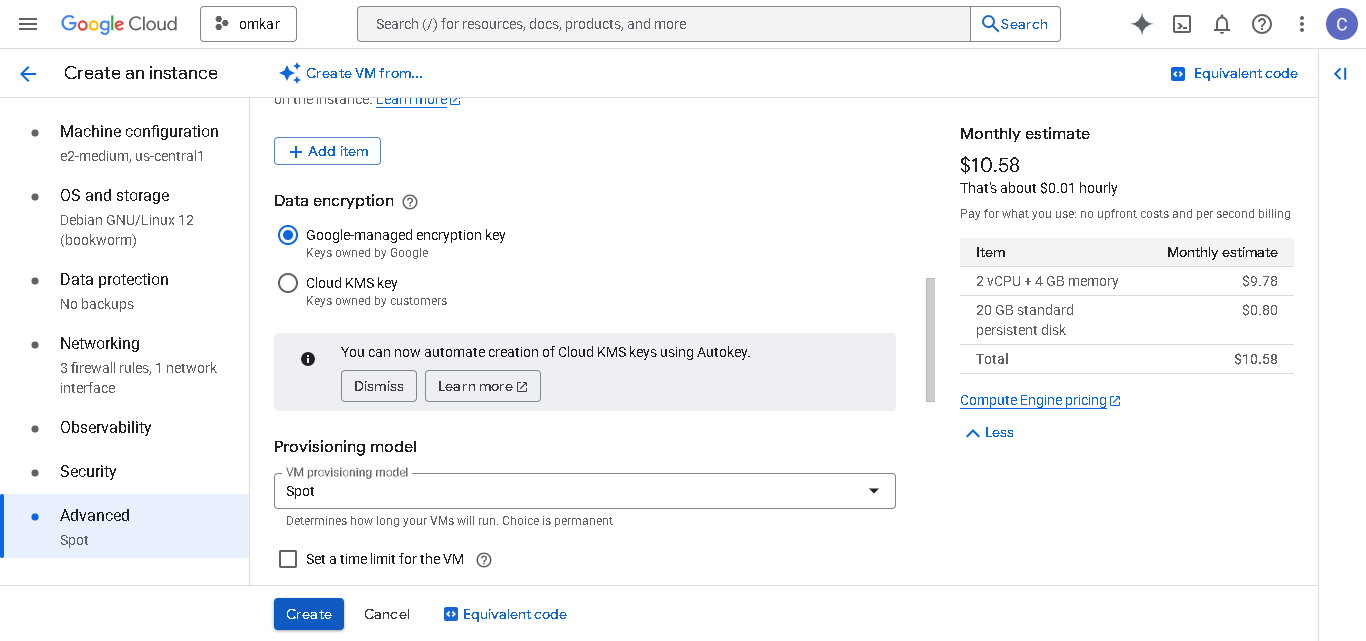 Google Cloud
omkar
Search (/) for resources, docs, products, and more
Search
C
Create an instance
Create VM from...
Equivalent code
Machine configuration
e2-medium, us-central1
OS and storage
Debian GNU/Linux 12
(bookworm)
Data protection
No backups
Networking
3 firewall rules, 1 network
interface
Observability
Security
Advanced
Spot
on the instance. Learn more
Add item
Data encryption
Google-managed encryption key
Keys owned by Google
Cloud KMS key
Keys owned by customers
You can now automate creation of Cloud KMS keys using Autokey.
Dismiss
Learn more
Provisioning model
VM provisioning model
Spot
Determines how long your VMs will run. Choice is permanent
Set a time limit for the VM
Create
Cancel
Equivalent code
Monthly estimate
$10.58
That's about $0.01 hourly
Pay for what you use: no upfront costs and per second billing
Item Monthly estimate
2 vCPU + 4 GB memory $9.78
20 GB standard $0.80
persistent disk
Total $10.58
Compute Engine pricing
Less